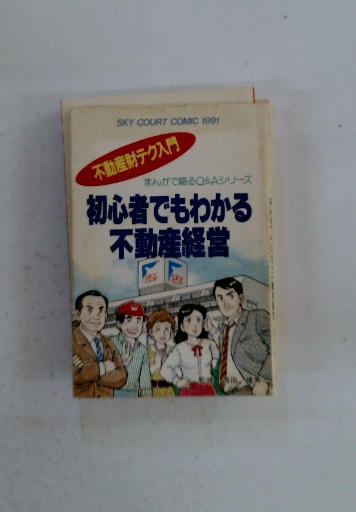 SKY COURT COMIC 1991
不動産財テク入門
まんがで綴るQ&Aシリーズ
初心者でもわかる
不動産経営